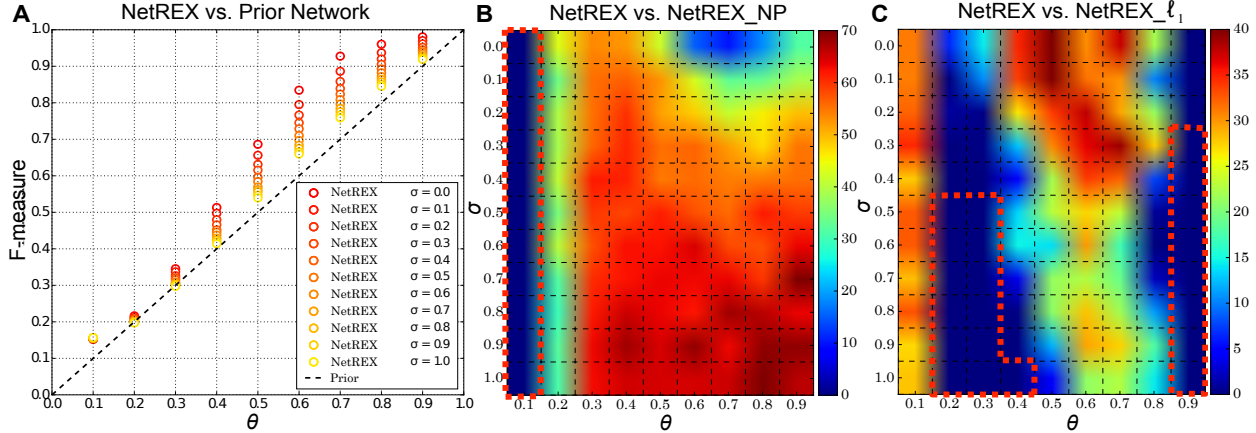 A NetREX vs. Prior Network
F-measure
1.0
0.9
0.8
0.7
0.6
0.5
0.4
0.3
0.2
0.1
0.0
0.0 0.1 0.2 0.3 0.4 0.5 0.6 0.7 0.8 0.9 1.0
θ
NetREX σ = 0.0
NetREX σ = 0.1
NetREX σ = 0.2
NetREX σ = 0.3
NetREX σ = 0.4
NetREX σ = 0.5
NetREX σ = 0.6
NetREX σ = 0.7
NetREX σ = 0.8
NetREX σ = 0.9
NetREX σ = 1.0
Prior
B NetREX vs. NetREX_NP
σ
0.0
0.1
0.2
0.3
0.4
0.5
0.6
0.7
0.8
0.9
1.0
0.1 0.2 0.3 0.4 0.5 0.6 0.7 0.8 0.9
θ
70
60
50
40
30
20
10
0
C NetREX vs. NetREX_ℓ₁
σ
0.0
0.1
0.2
0.3
0.4
0.5
0.6
0.7
0.8
0.9
1.0
0.1 0.2 0.3 0.4 0.5 0.6 0.7 0.8 0.9
θ
40
35
30
25
20
15
10
5
0